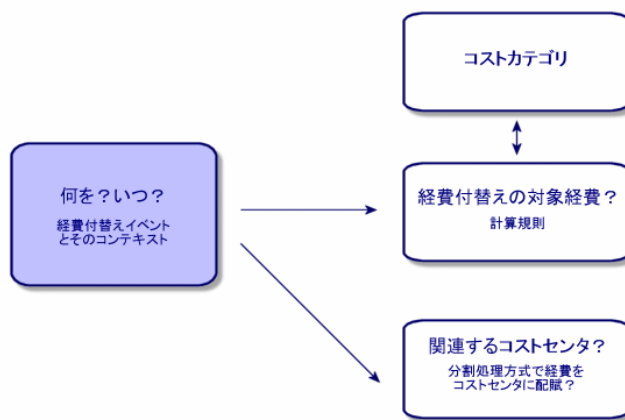 コストカテゴリ
何を？いつ？
経費付替えイベント
とそのコンテキスト
経費付替えの対象経費？
計算規則
関連するコストセンタ？
分割処理方式で経費を
コストセンタに配賦？